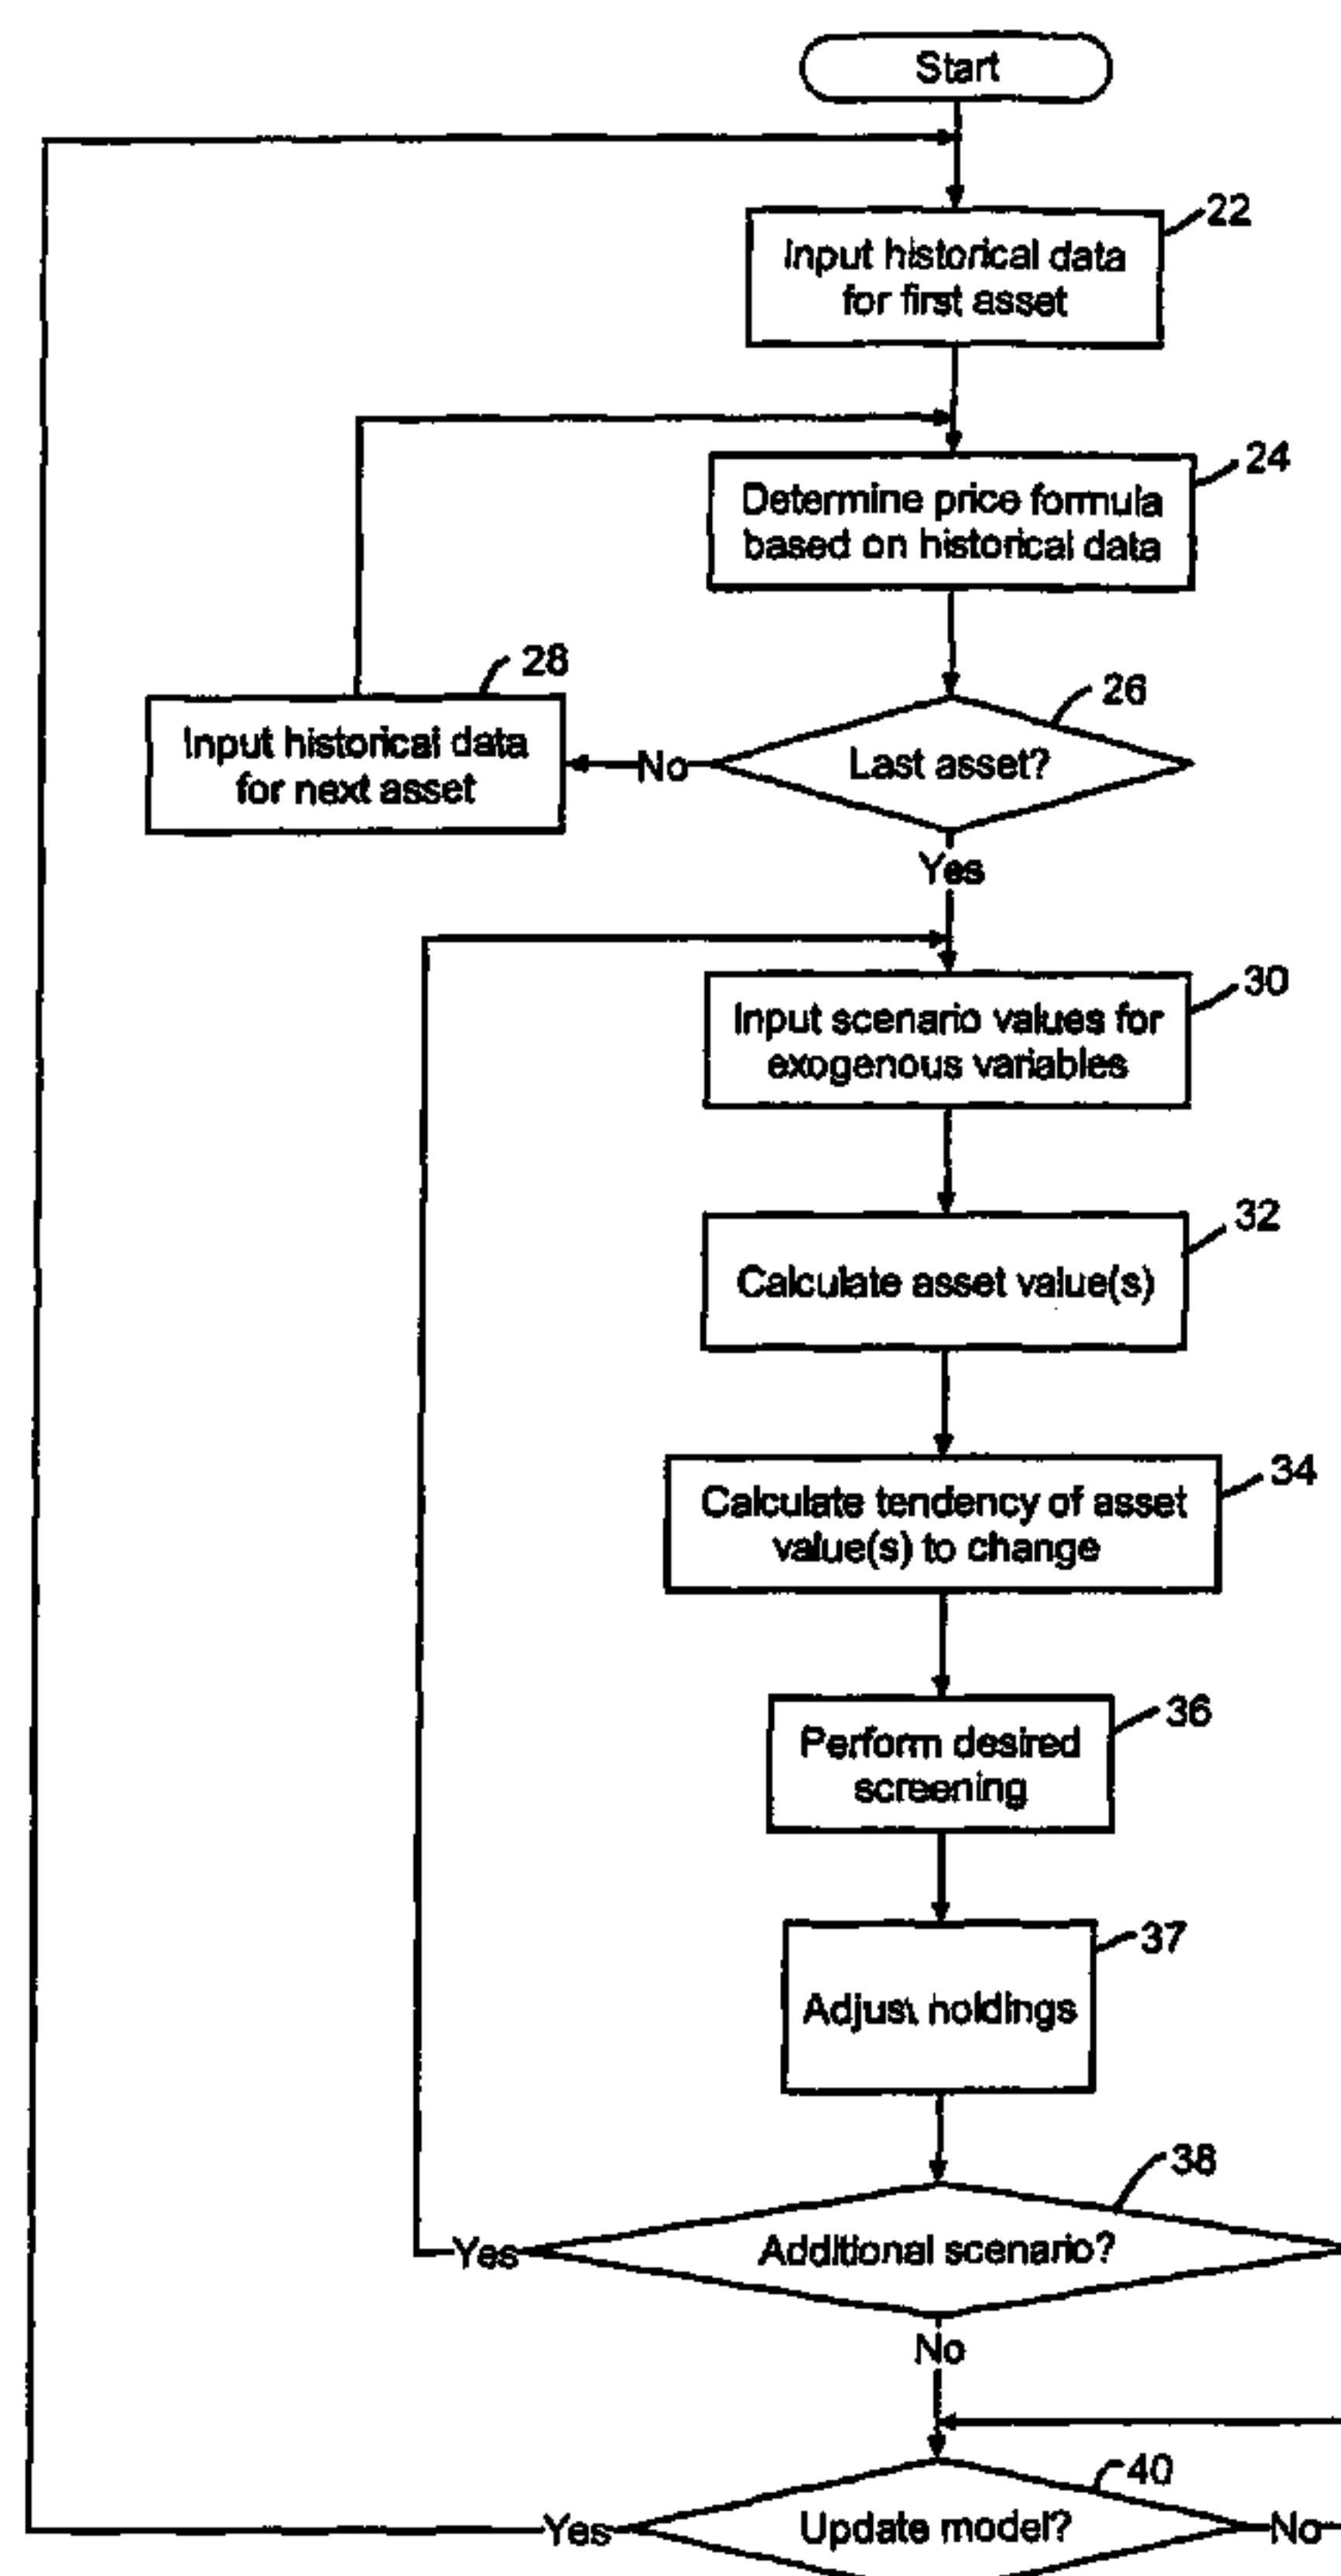 Start
22
Input historical data
for first asset
24
Determine price formula
based on historical data
28
Input historical data
for next asset
26
Last asset?
No
Yes
30
Input scenario values for
exogenous variables
32
Calculate asset value(s)
34
Calculate tendency of asset
value(s) to change
36
Perform desired
screening
37
Adjust holdings
38
Additional scenario?
Yes
No
40
Update model?
Yes
No